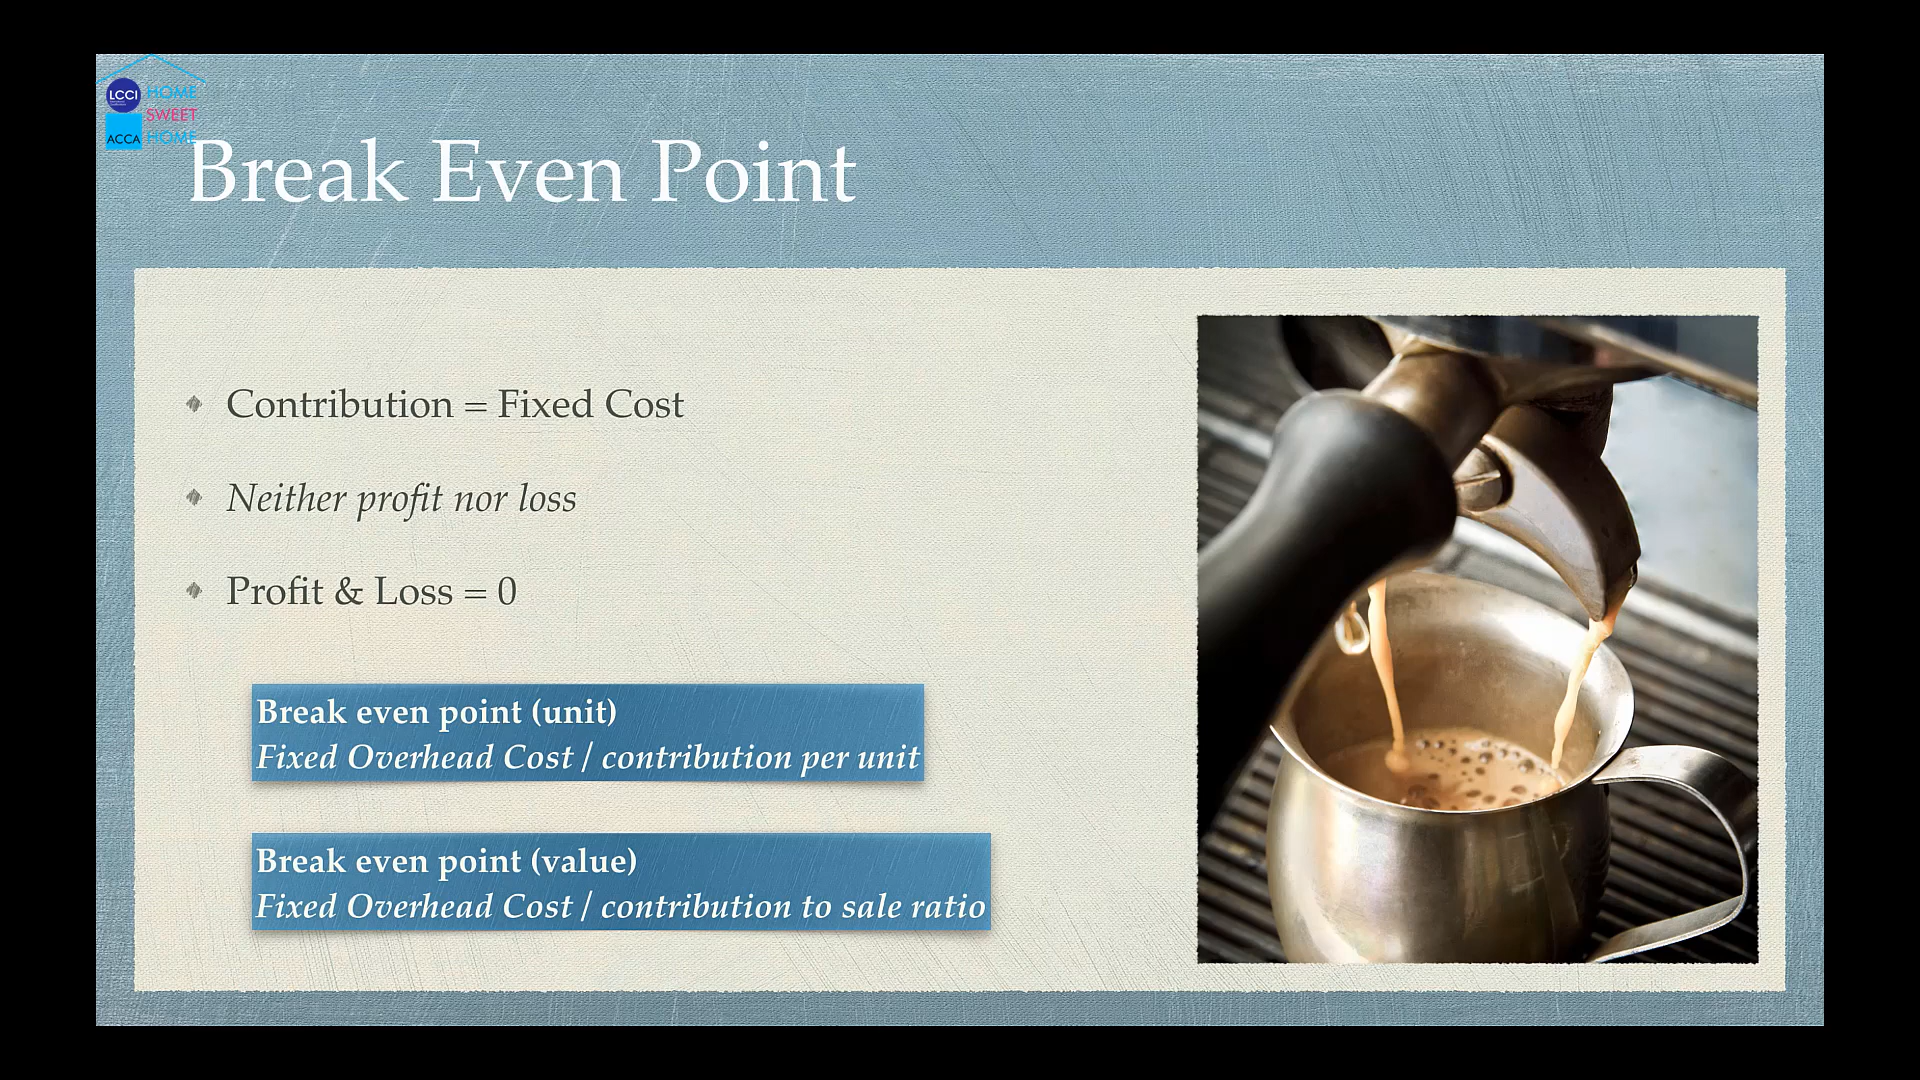 LCCI
HOME
SWEET
ACCA HOME
Break Even Point
Contribution = Fixed Cost
Neither profit nor loss
Profit & Loss = 0
Break even point (unit)
Fixed Overhead Cost / contribution per unit
Break even point (value)
Fixed Overhead Cost / contribution to sale ratio